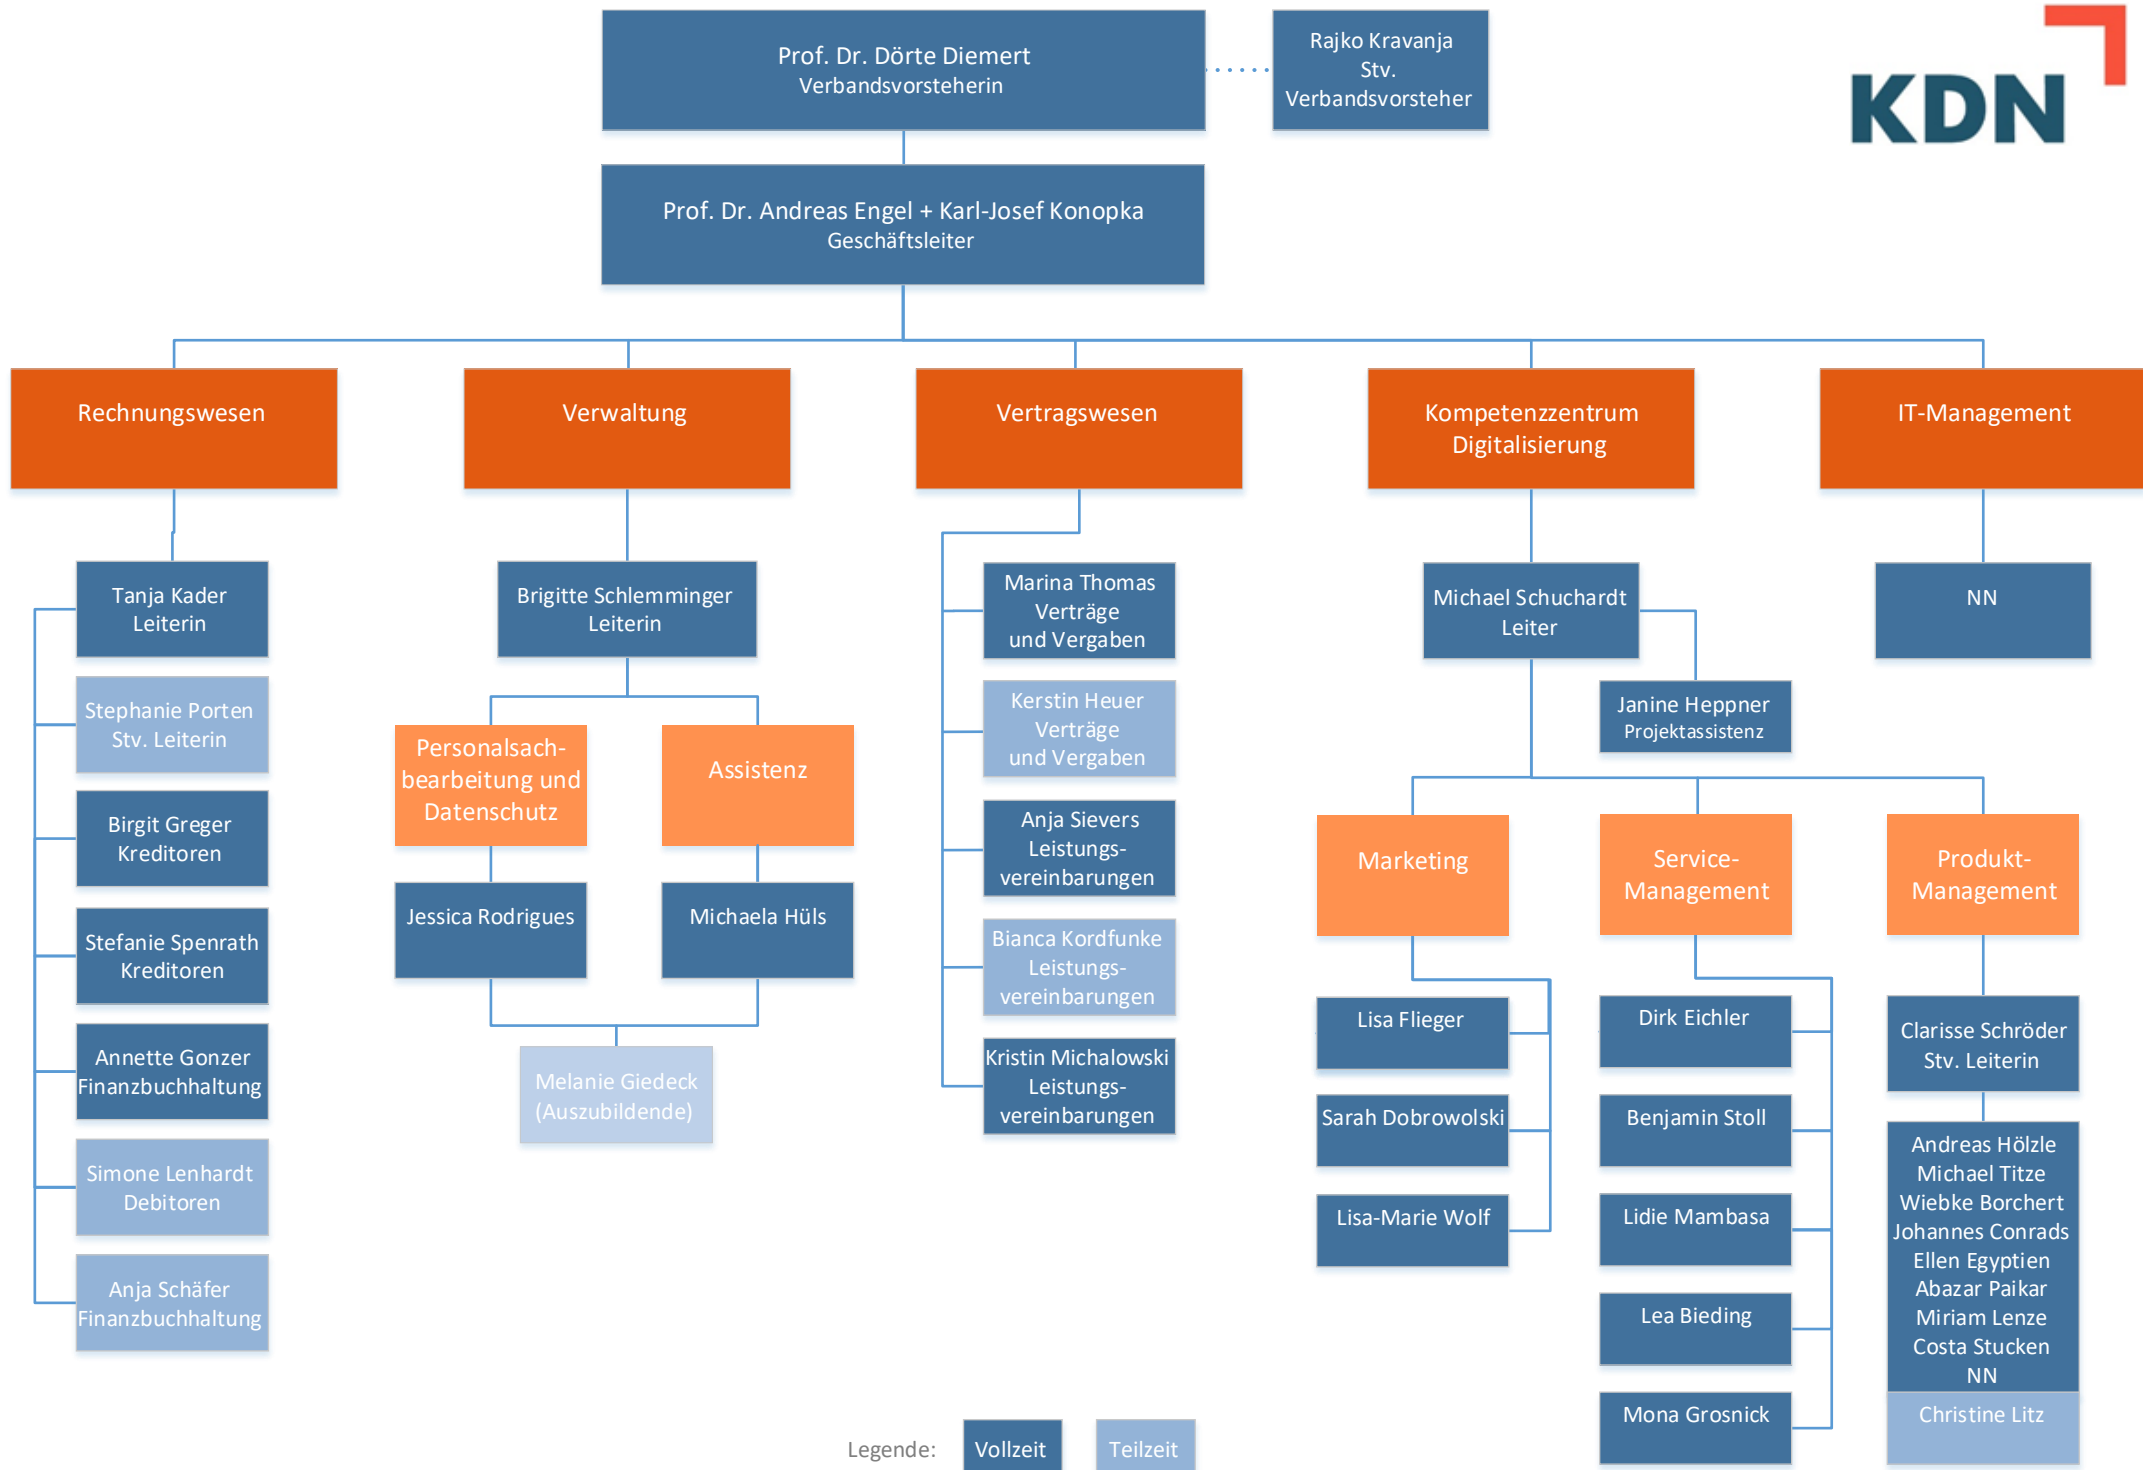 Prof. Dr. Dörte Diemert
Verbandsvorsteherin
Rajko Kravanja
Stv.
Verbandsvorsteher
KDN
Prof. Dr. Andreas Engel + Karl-Josef Konopka
Geschäftsleiter
Rechnungswesen
Verwaltung
Vertragswesen
Kompetenzzentrum
Digitalisierung
IT-Management
Tanja Kader
Leiterin
Stephanie Porten
Stv. Leiterin
Birgit Greger
Kreditoren
Stefanie Spenrath
Kreditoren
Annette Gonzer
Finanzbuchhaltung
Simone Lenhardt
Debitoren
Anja Schäfer
Finanzbuchhaltung
Brigitte Schlemminger
Leiterin
Personalsach-
bearbeitung und
Datenschutz
Assistenz
Jessica Rodrigues
Michaela Hüls
Melanie Giedeck
(Auszubildende)
Marina Thomas
Verträge
und Vergaben
Kerstin Heuer
Verträge
und Vergaben
Anja Sievers
Leistungs-
vereinbarungen
Bianca Kordfunke
Leistungs-
vereinbarungen
Kristin Michalowski
Leistungs-
vereinbarungen
Michael Schuchardt
Leiter
Janine Heppner
Projektassistenz
Marketing
Lisa Flieger
Sarah Dobrowolski
Lisa-Marie Wolf
Service-
Management
Dirk Eichler
Benjamin Stoll
Lidie Mambasa
Lea Bieding
Mona Grosnick
Produkt-
Management
Clarisse Schröder
Stv. Leiterin
Andreas Hölzle
Michael Titze
Wiebke Borchert
Johannes Conrads
Ellen Egyptien
Abazar Paikar
Miriam Lenze
Costa Stucken
NN
Christine Litz
NN
Legende:
Vollzeit
Teilzeit